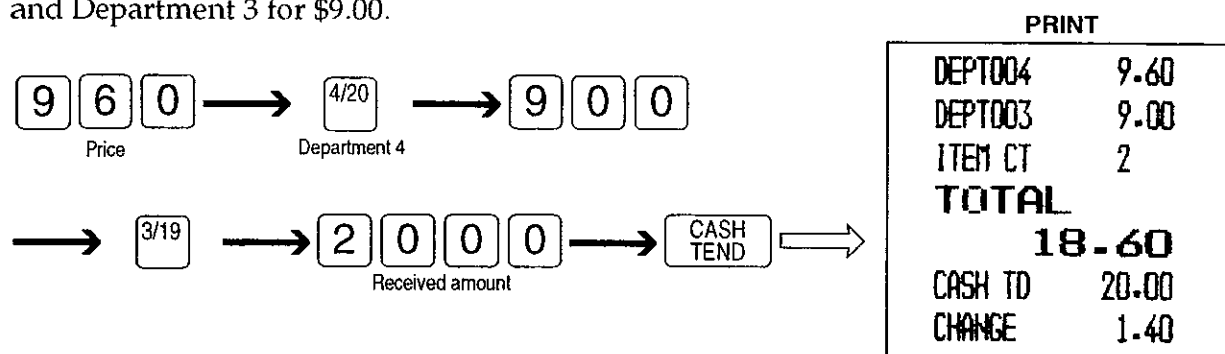 and Department 3 for $9.00.
PRINT
9 6 0 4/20 9 0 0
Price Department 4
3/19 2 0 0 0 CASH TEND
Received amount
DEPT004 9.60
DEPT003 9.00
ITEM CT 2
TOTAL
18.60
CASH TD 20.00
CHANGE 1.40